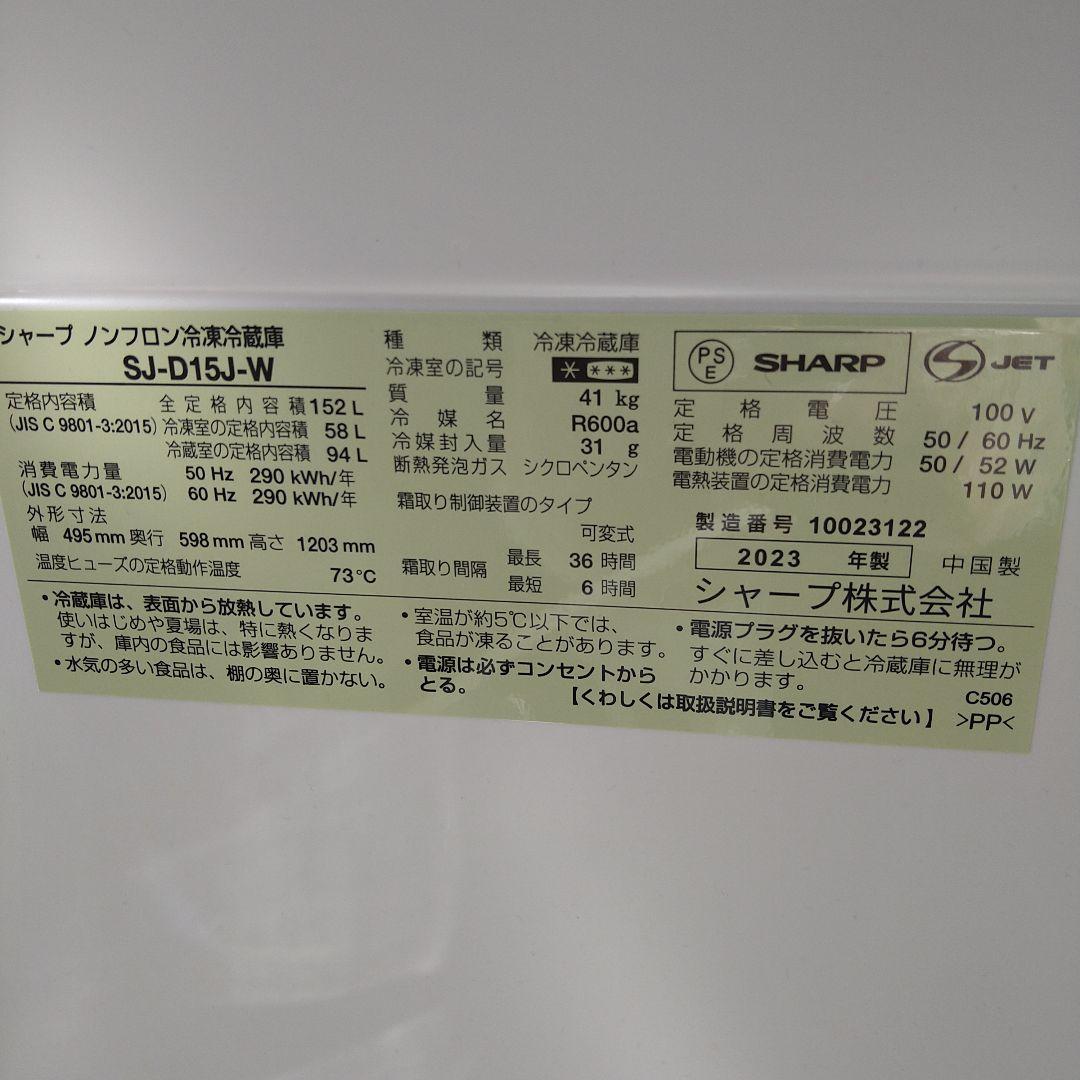 シャープ ノンフロン冷凍冷蔵庫
SJ-D15J-W
定格内容積 全定格内容積 152 L
(JIS C 9801-3:2015) 冷凍室の定格内容積 58 L
冷蔵室の定格内容積 94 L
消費電力量 50 Hz 290 kWh/年
(JIS C 9801-3:2015) 60 Hz 290 kWh/年
外形寸法
幅 495 mm 奥行 598 mm 高さ 1203 mm
温度ヒューズの定格動作温度 73℃
種類 冷凍冷蔵庫
冷凍室の記号 * ***
質量 41 kg
冷媒名 R600a
冷媒封入量 31 g
断熱発泡ガス シクロペンタン
霜取り制御装置のタイプ
可変式
霜取り間隔 最長 36 時間
最短 6 時間
PSE SHARP
JET
定格電圧 100 V
定格周波数 50 / 60 Hz
電動機の定格消費電力 50 / 52 W
電熱装置の定格消費電力 110 W
製造番号 10023122
2023 年製 中国製
シャープ株式会社
・冷蔵庫は、表面から放熱しています。
使いはじめや夏場は、特に熱くなりま
すが、庫内の食品には影響ありません。
・水気の多い食品は、棚の奥に置かない。
・室温が約5℃以下では、
食品が凍ることがあります。
・電源は必ずコンセントから
とる。
・電源プラグを抜いたら6分待つ。
すぐに差し込むと冷蔵庫に無理が
かかります。
C506
【くわしくは取扱説明書をご覧ください】 >PP<